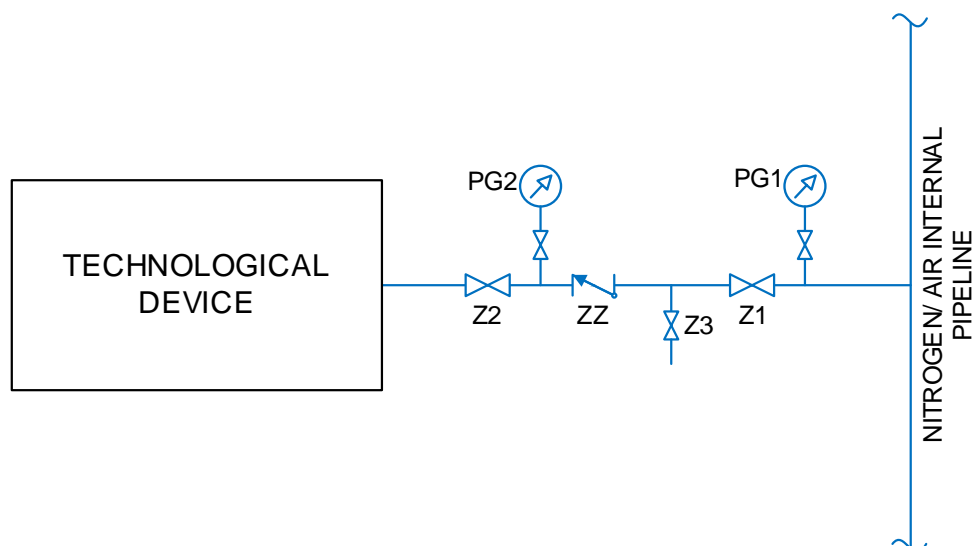 PG2
PG1
TECHNOLOGICAL
DEVICE
Z2
ZZ
Z3
Z1
NITROGEN/ AIR INTERNAL
PIPELINE